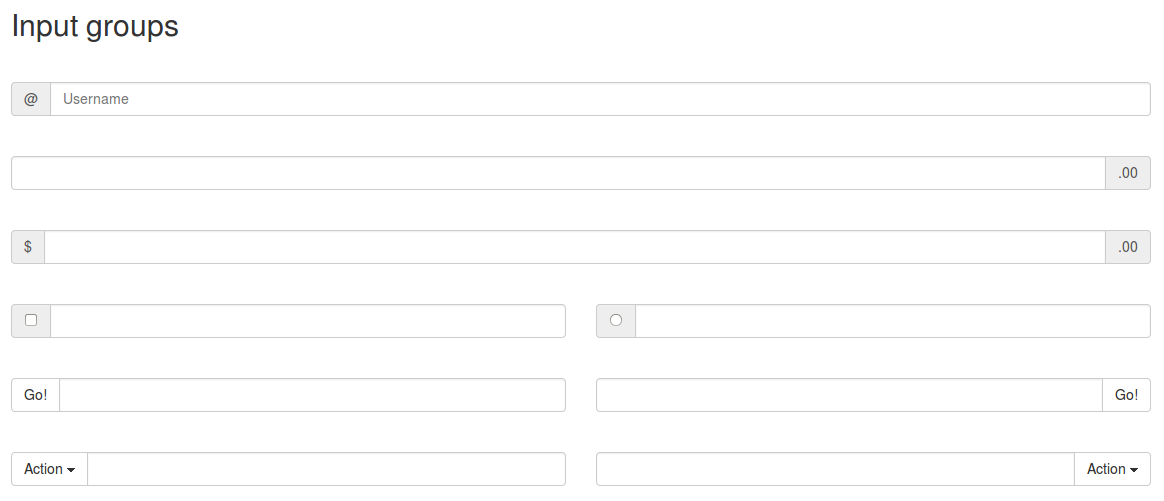 Input groups
@ Username
.00
$ .00
Go! Go!
Action Action